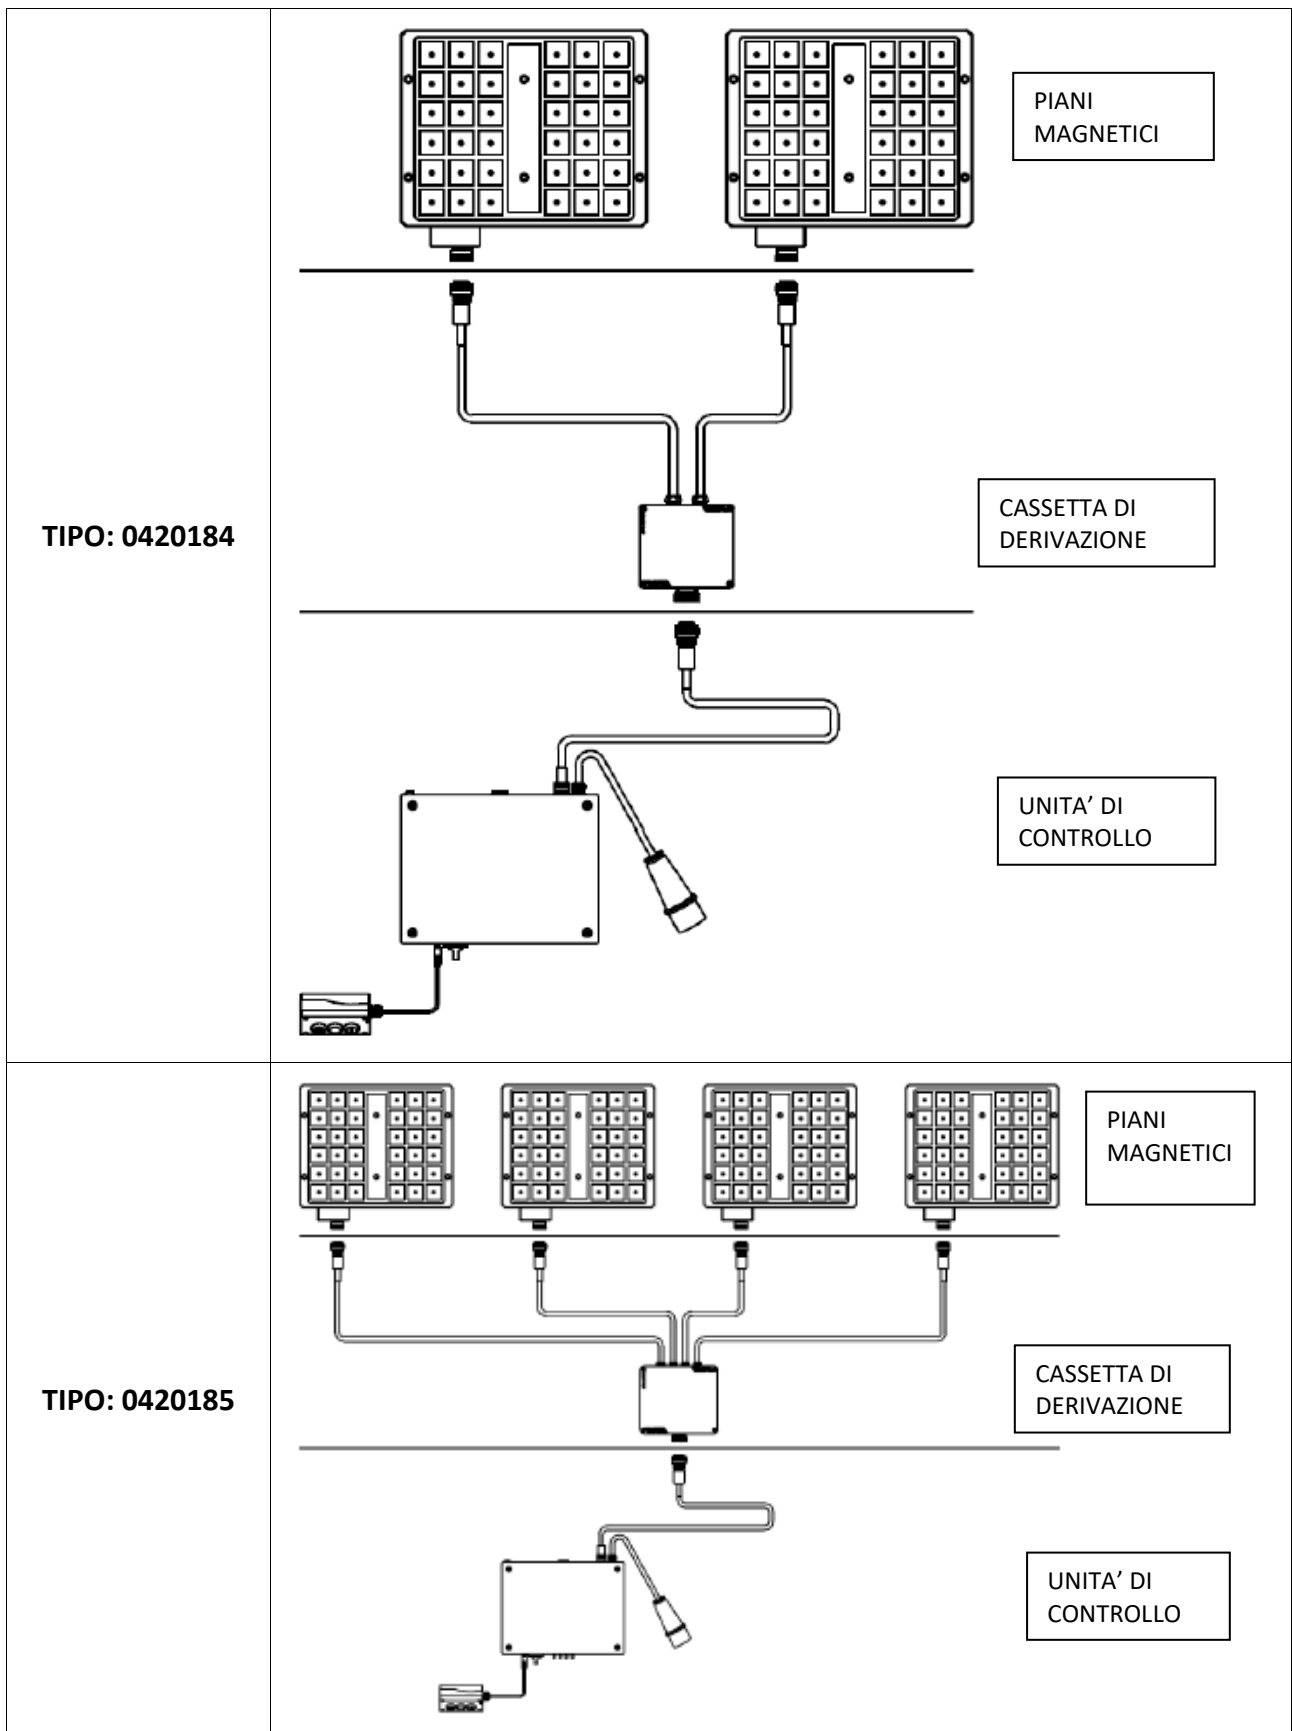 PIANI
MAGNETICI
CASSETTA DI
DERIVAZIONE
TIPO: 0420184
UNITA’ DI
CONTROLLO
PIANI
MAGNETICI
CASSETTA DI
DERIVAZIONE
TIPO: 0420185
UNITA’ DI
CONTROLLO